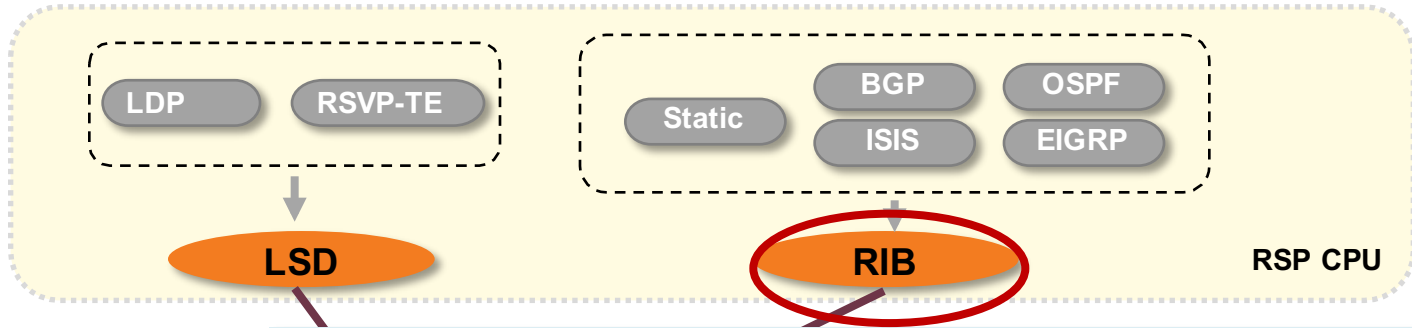 LDP
RSVP-TE
Static
BGP
OSPF
ISIS
EIGRP
LSD
RIB
RSP CPU